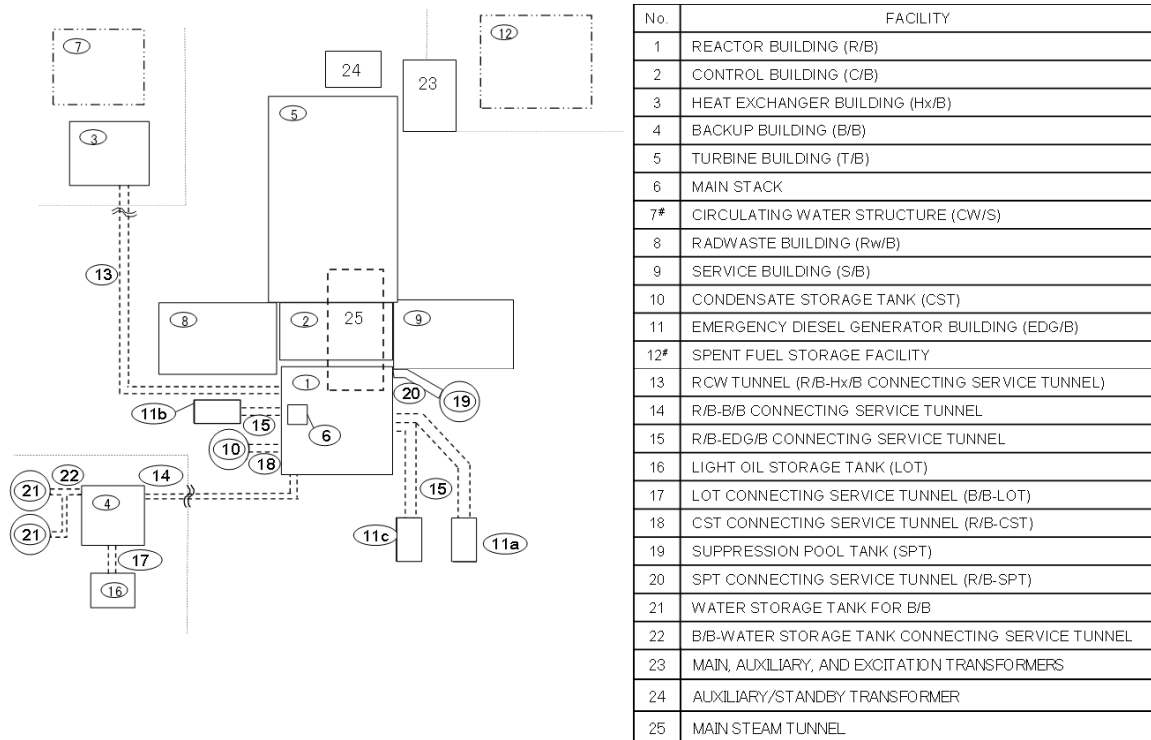 7
12
24
23
3
5
13
8
2
25
9
1
20
19
11b
15
6
10
18
22
14
21
4
15
21
11c
11a
17
16
No. FACILITY
1 REACTOR BUILDING (R/B)
2 CONTROL BUILDING (C/B)
3 HEAT EXCHANGER BUILDING (Hx/B)
4 BACKUP BUILDING (B/B)
5 TURBINE BUILDING (T/B)
6 MAIN STACK
7# CIRCULATING WATER STRUCTURE (CW/S)
8 RADWASTE BUILDING (Rw/B)
9 SERVICE BUILDING (S/B)
10 CONDENSATE STORAGE TANK (CST)
11 EMERGENCY DIESEL GENERATOR BUILDING (EDG/B)
12# SPENT FUEL STORAGE FACILITY
13 RCW TUNNEL (R/B-Hx/B CONNECTING SERVICE TUNNEL)
14 R/B-B/B CONNECTING SERVICE TUNNEL
15 R/B-EDG/B CONNECTING SERVICE TUNNEL
16 LIGHT OIL STORAGE TANK (LOT)
17 LOT CONNECTING SERVICE TUNNEL (B/B-LOT)
18 CST CONNECTING SERVICE TUNNEL (R/B-CST)
19 SUPPRESSION POOL TANK (SPT)
20 SPT CONNECTING SERVICE TUNNEL (R/B-SPT)
21 WATER STORAGE TANK FOR B/B
22 B/B-WATER STORAGE TANK CONNECTING SERVICE TUNNEL
23 MAIN, AUXILIARY, AND EXCITATION TRANSFORMERS
24 AUXILIARY/STANDBY TRANSFORMER
25 MAIN STEAM TUNNEL